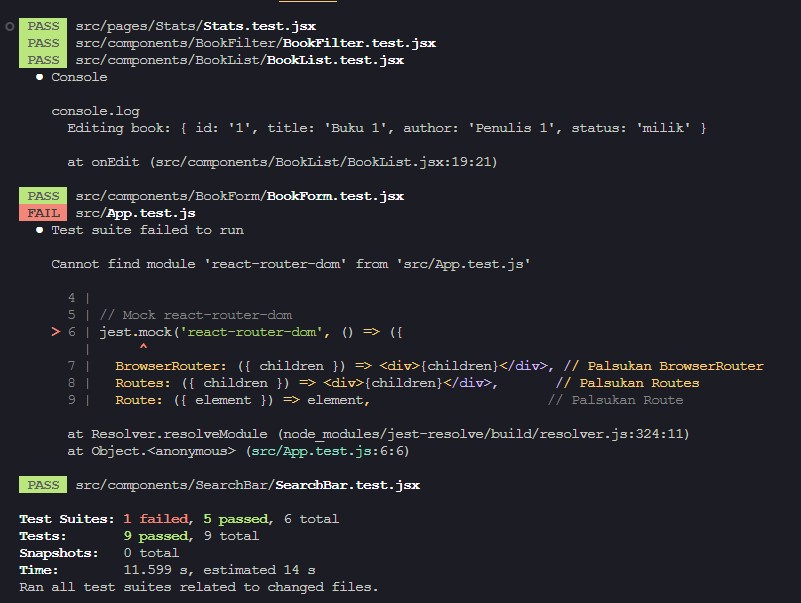 PASS src/pages/Stats/Stats.test.jsx
PASS src/components/BookFilter/BookFilter.test.jsx
PASS src/components/BookList/BookList.test.jsx
● Console
console.log
Editing book: { id: '1', title: 'Buku 1', author: 'Penulis 1', status: 'milik' }
at onEdit (src/components/BookList/BookList.jsx:19:21)
PASS src/components/BookForm/BookForm.test.jsx
FAIL src/App.test.js
● Test suite failed to run
Cannot find module 'react-router-dom' from 'src/App.test.js'
4 |
5 | // Mock react-router-dom
> 6 | jest.mock('react-router-dom', () => ({
| ^
7 | BrowserRouter: ({ children }) => <div>{children}</div>, // Palsukan BrowserRouter
8 | Routes: ({ children }) => <div>{children}</div>, // Palsukan Routes
9 | Route: ({ element }) => element, // Palsukan Route
at Resolver.resolveModule (node_modules/jest-resolve/build/resolver.js:324:11)
at Object.<anonymous> (src/App.test.js:6:6)
PASS src/components/SearchBar/SearchBar.test.jsx
Test Suites: 1 failed, 5 passed, 6 total
Tests: 9 passed, 9 total
Snapshots: 0 total
Time: 11.599 s, estimated 14 s
Ran all test suites related to changed files.